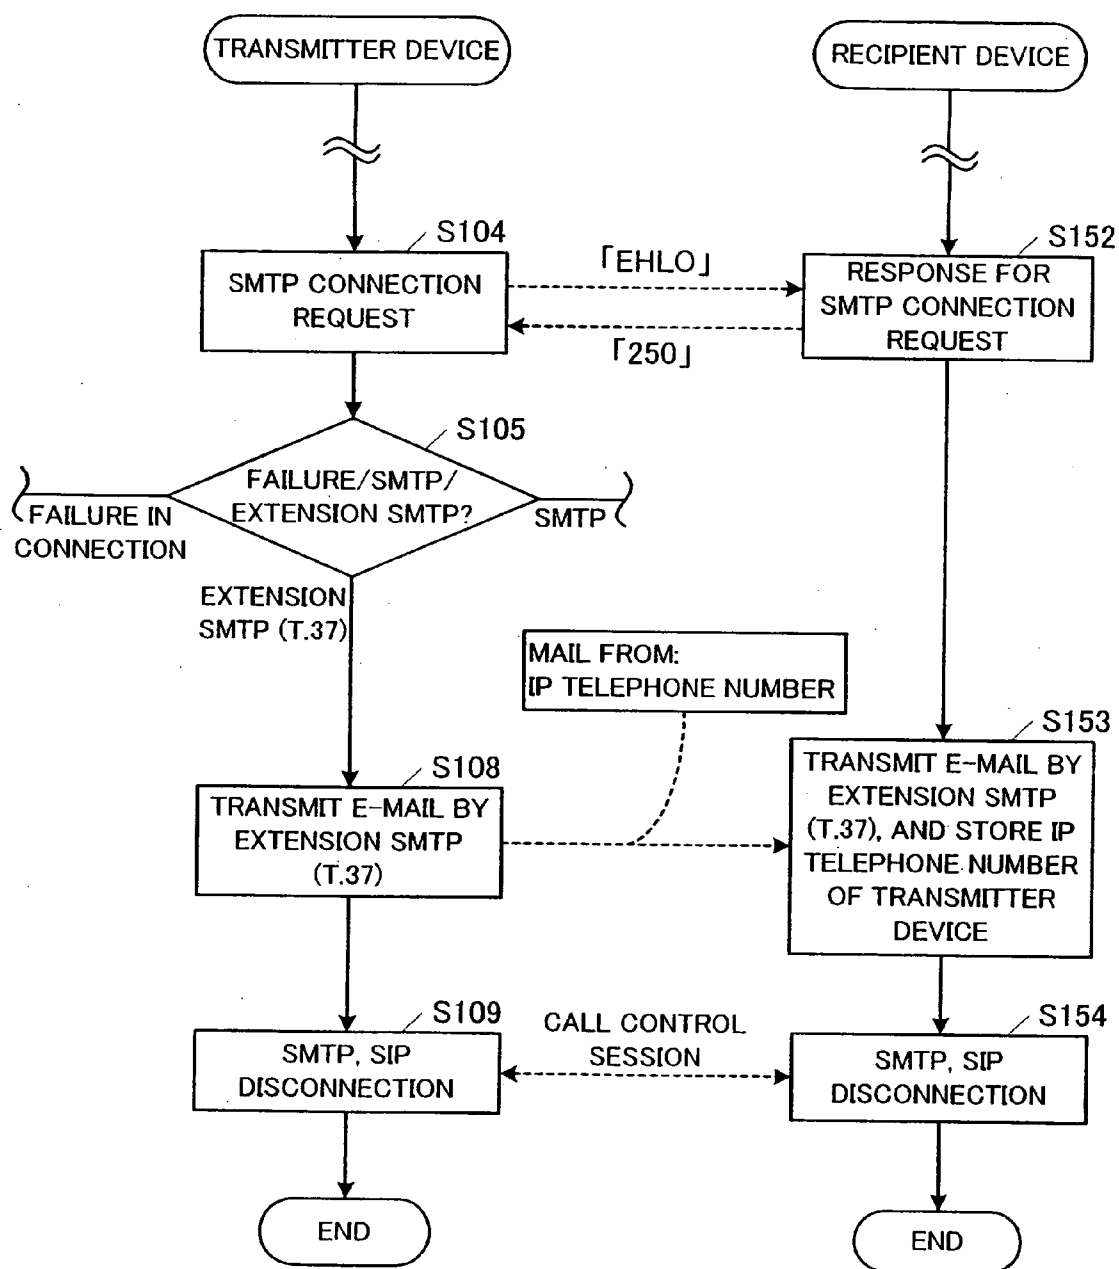 TRANSMITTER DEVICE
RECIPIENT DEVICE
S104
SMTP CONNECTION
REQUEST
「EHLO」
「250」
S152
RESPONSE FOR
SMTP CONNECTION
REQUEST
S105
FAILURE/SMTP/
EXTENSION SMTP?
FAILURE IN
CONNECTION
SMTP
EXTENSION
SMTP (T.37)
MAIL FROM:
IP TELEPHONE NUMBER
S108
TRANSMIT E-MAIL BY
EXTENSION SMTP
(T.37)
S153
TRANSMIT E-MAIL BY
EXTENSION SMTP
(T.37), AND STORE IP
TELEPHONE NUMBER
OF TRANSMITTER
DEVICE
S109
SMTP, SIP
DISCONNECTION
CALL CONTROL
SESSION
S154
SMTP, SIP
DISCONNECTION
END
END